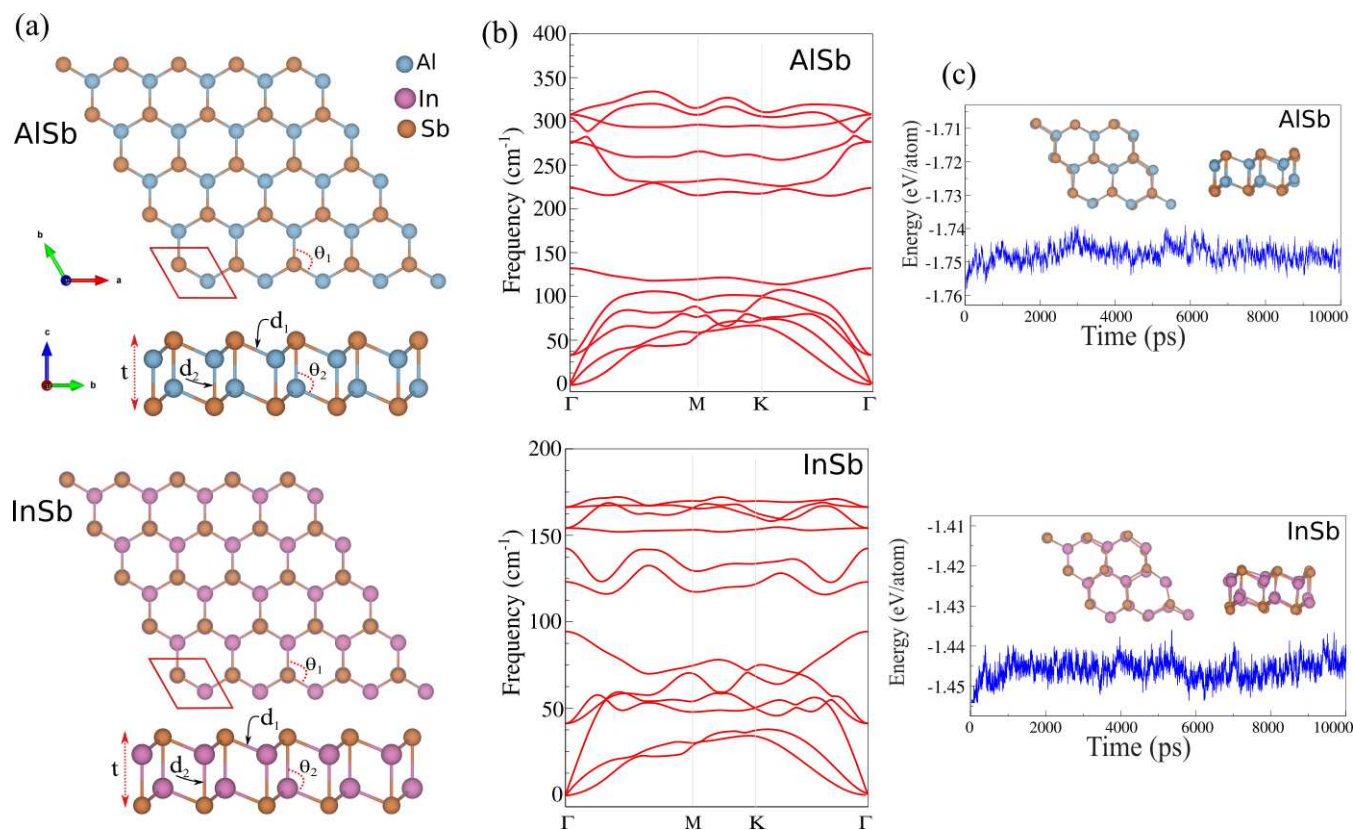 (a)
Al
In
Sb
AlSb
b
a
θ1
c
b
t
d1
d2
θ2
InSb
θ1
t
d1
d2
θ2
(b)
AlSb
Frequency (cm-1)
400
350
300
250
200
150
100
50
0
Γ M K Γ
InSb
Frequency (cm-1)
200
150
100
50
0
Γ M K Γ
(c)
AlSb
Energy (eV/atom)
-1.71
-1.72
-1.73
-1.74
-1.75
-1.76
0 2000 4000 6000 8000 10000
Time (ps)
InSb
Energy (eV/atom)
-1.41
-1.42
-1.43
-1.44
-1.45
0 2000 4000 6000 8000 10000
Time (ps)